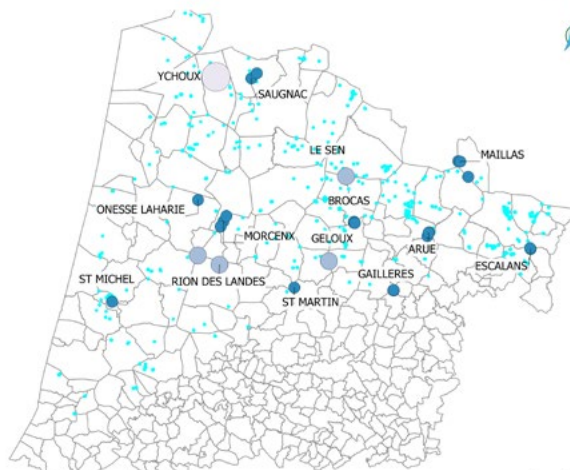 YCHOUX
SAUGNAC
LE SEN
MAILLAS
BROCAS
ONESSE LAHARIE
MORCENX
GELOUX
ARUE
ESCALANS
ST MICHEL
RION DES LANDES
GAILLERES
ST MARTIN